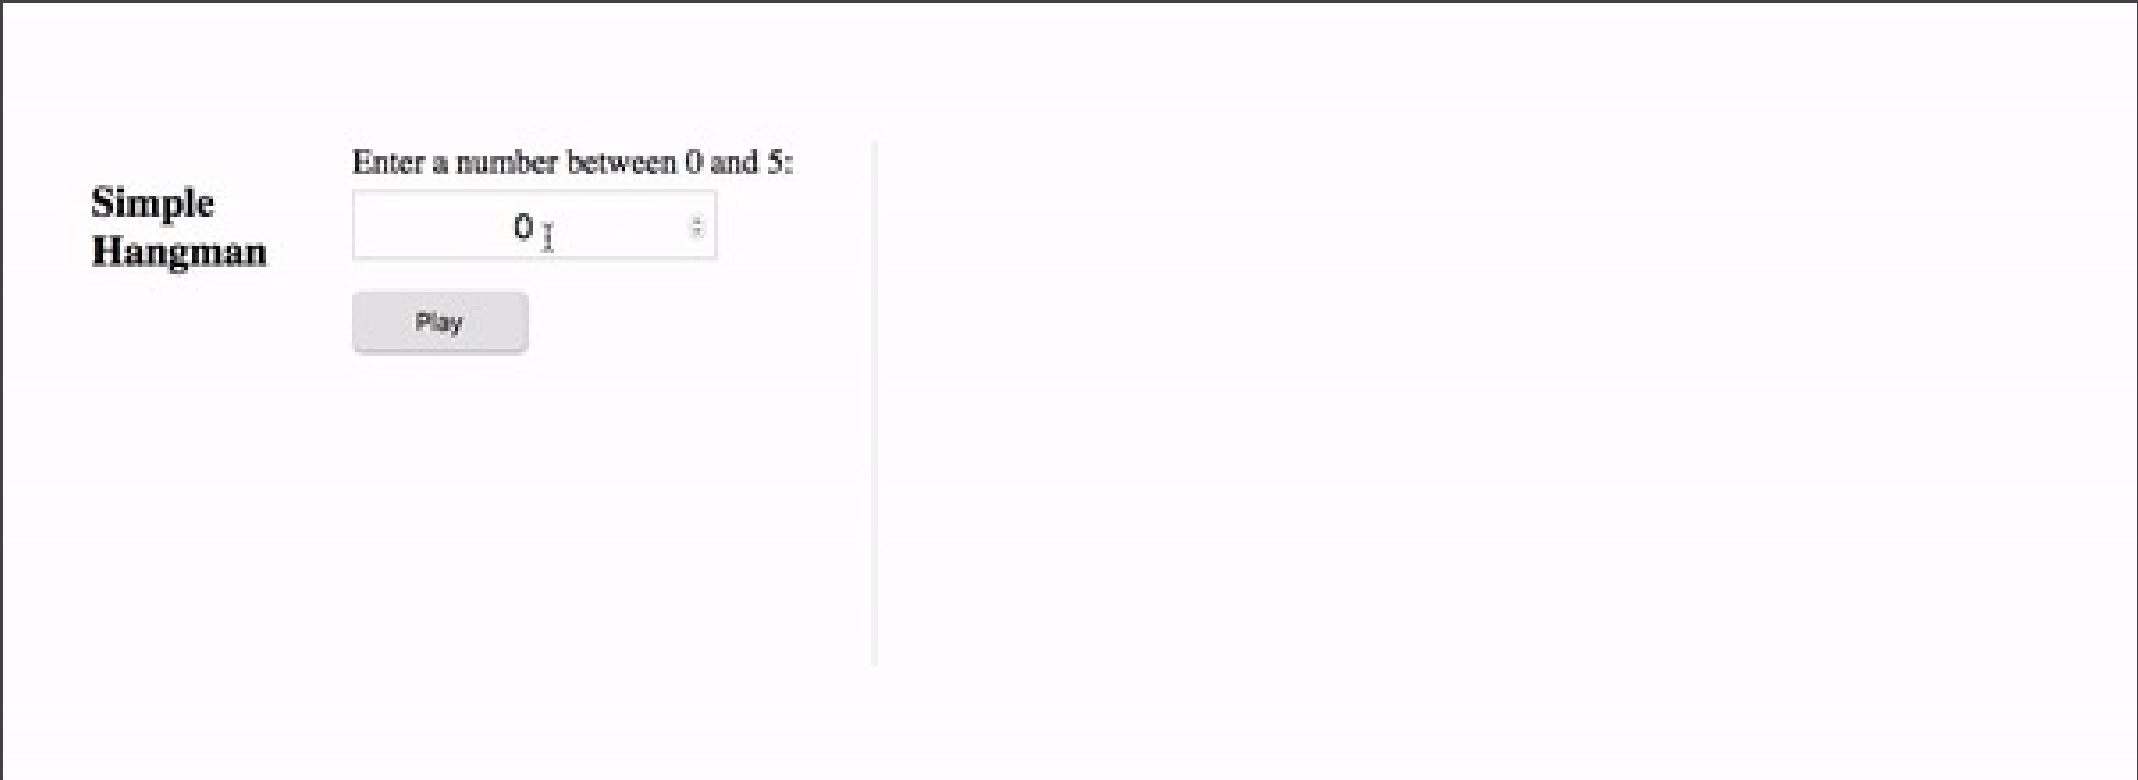 Simple
Hangman
Enter a number between 0 and 5:
0
Play